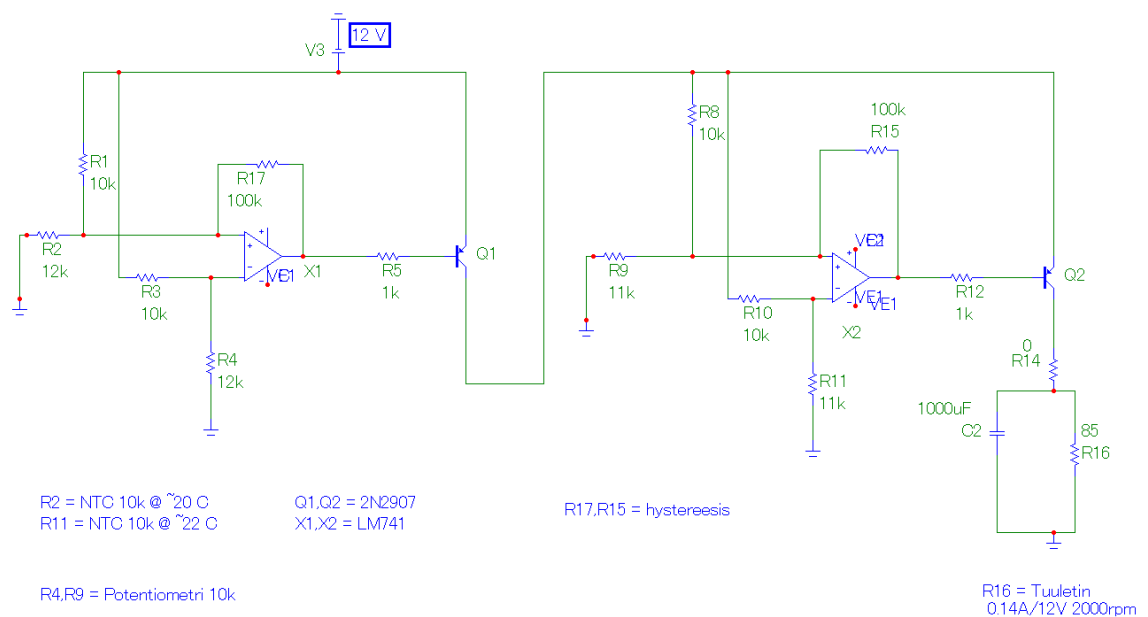 12 V
V3
R1
10k
R17
100k
R2
12k
R3
10k
VE1
X1
R5
1k
Q1
R4
12k
R8
10k
100k
R15
R9
11k
R10
10k
VE1
VE1
X2
R12
1k
Q2
R11
11k
0
R14
1000uF
C2
85
R16
R2 = NTC 10k @ ~20 C
R11 = NTC 10k @ ~22 C
Q1,Q2 = 2N2907
X1,X2 = LM741
R17,R15 = hystereesis
R4,R9 = Potentiometri 10k
R16 = Tuuletin
0.14A/12V 2000rpm